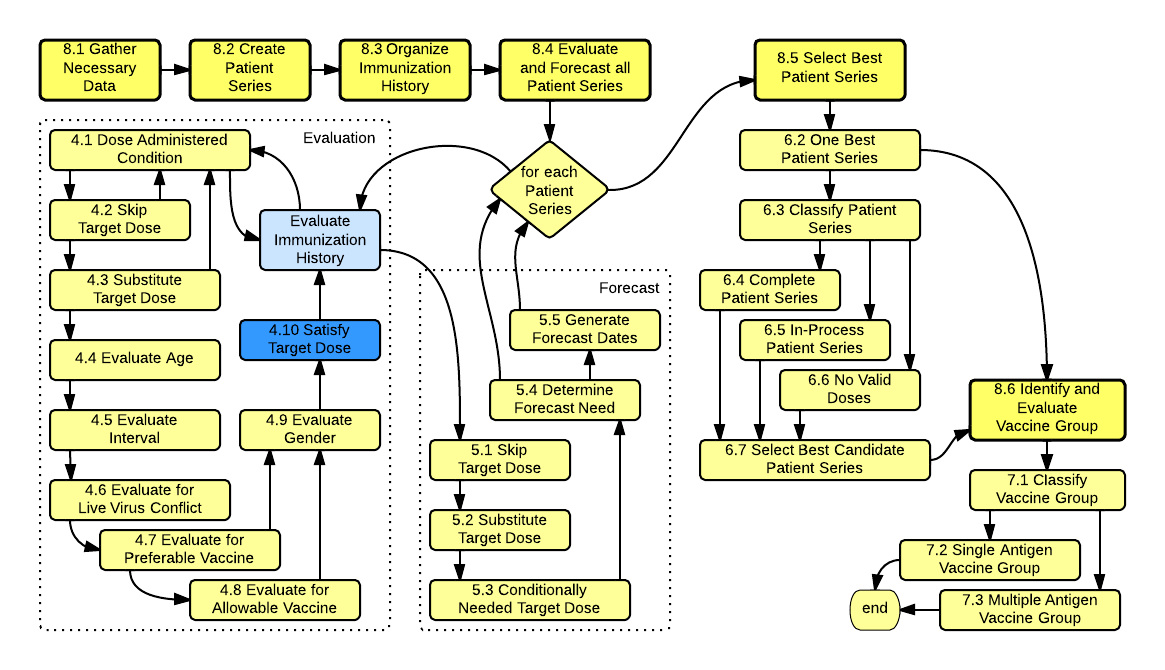 8.1 Gather
Necessary
Data
8.2 Create
Patient
Series
8.3 Organize
Immunization
History
8.4 Evaluate
and Forecast all
Patient Series
8.5 Select Best
Patient Series
Evaluation
4.1 Dose Administered
Condition
4.2 Skip
Target Dose
4.3 Substitute
Target Dose
4.4 Evaluate Age
4.5 Evaluate
Interval
4.6 Evaluate for
Live Virus Conflict
4.7 Evaluate for
Preferable Vaccine
4.8 Evaluate for
Allowable Vaccine
4.9 Evaluate
Gender
4.10 Satisfy
Target Dose
Evaluate
Immunization
History
for each
Patient
Series
Forecast
5.5 Generate
Forecast Dates
5.4 Determine
Forecast Need
5.1 Skip
Target Dose
5.2 Substitute
Target Dose
5.3 Conditionally
Needed Target Dose
6.2 One Best
Patient Series
6.3 Classify Patient
Series
6.4 Complete
Patient Series
6.5 In-Process
Patient Series
6.6 No Valid
Doses
6.7 Select Best Candidate
Patient Series
8.6 Identify and
Evaluate
Vaccine Group
7.1 Classify
Vaccine Group
7.2 Single Antigen
Vaccine Group
7.3 Multiple Antigen
Vaccine Group
end